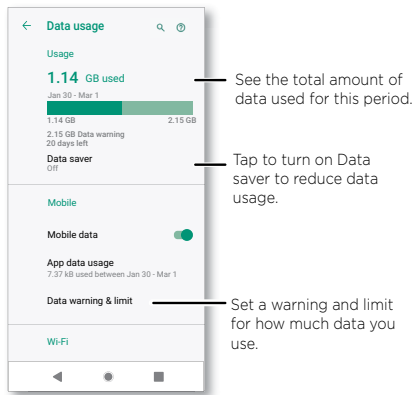 Data usage
Usage
1.14 GB used
Jan 30 - Mar 1
1.14 GB 2.15 GB
2.15 GB Data warning
20 days left
Data saver
Off
Mobile
Mobile data
App data usage
7.37 kB used between Jan 30 - Mar 1
Data warning & limit
Wi-Fi
See the total amount of
data used for this period.
Tap to turn on Data
saver to reduce data
usage.
Set a warning and limit
for how much data you
use.